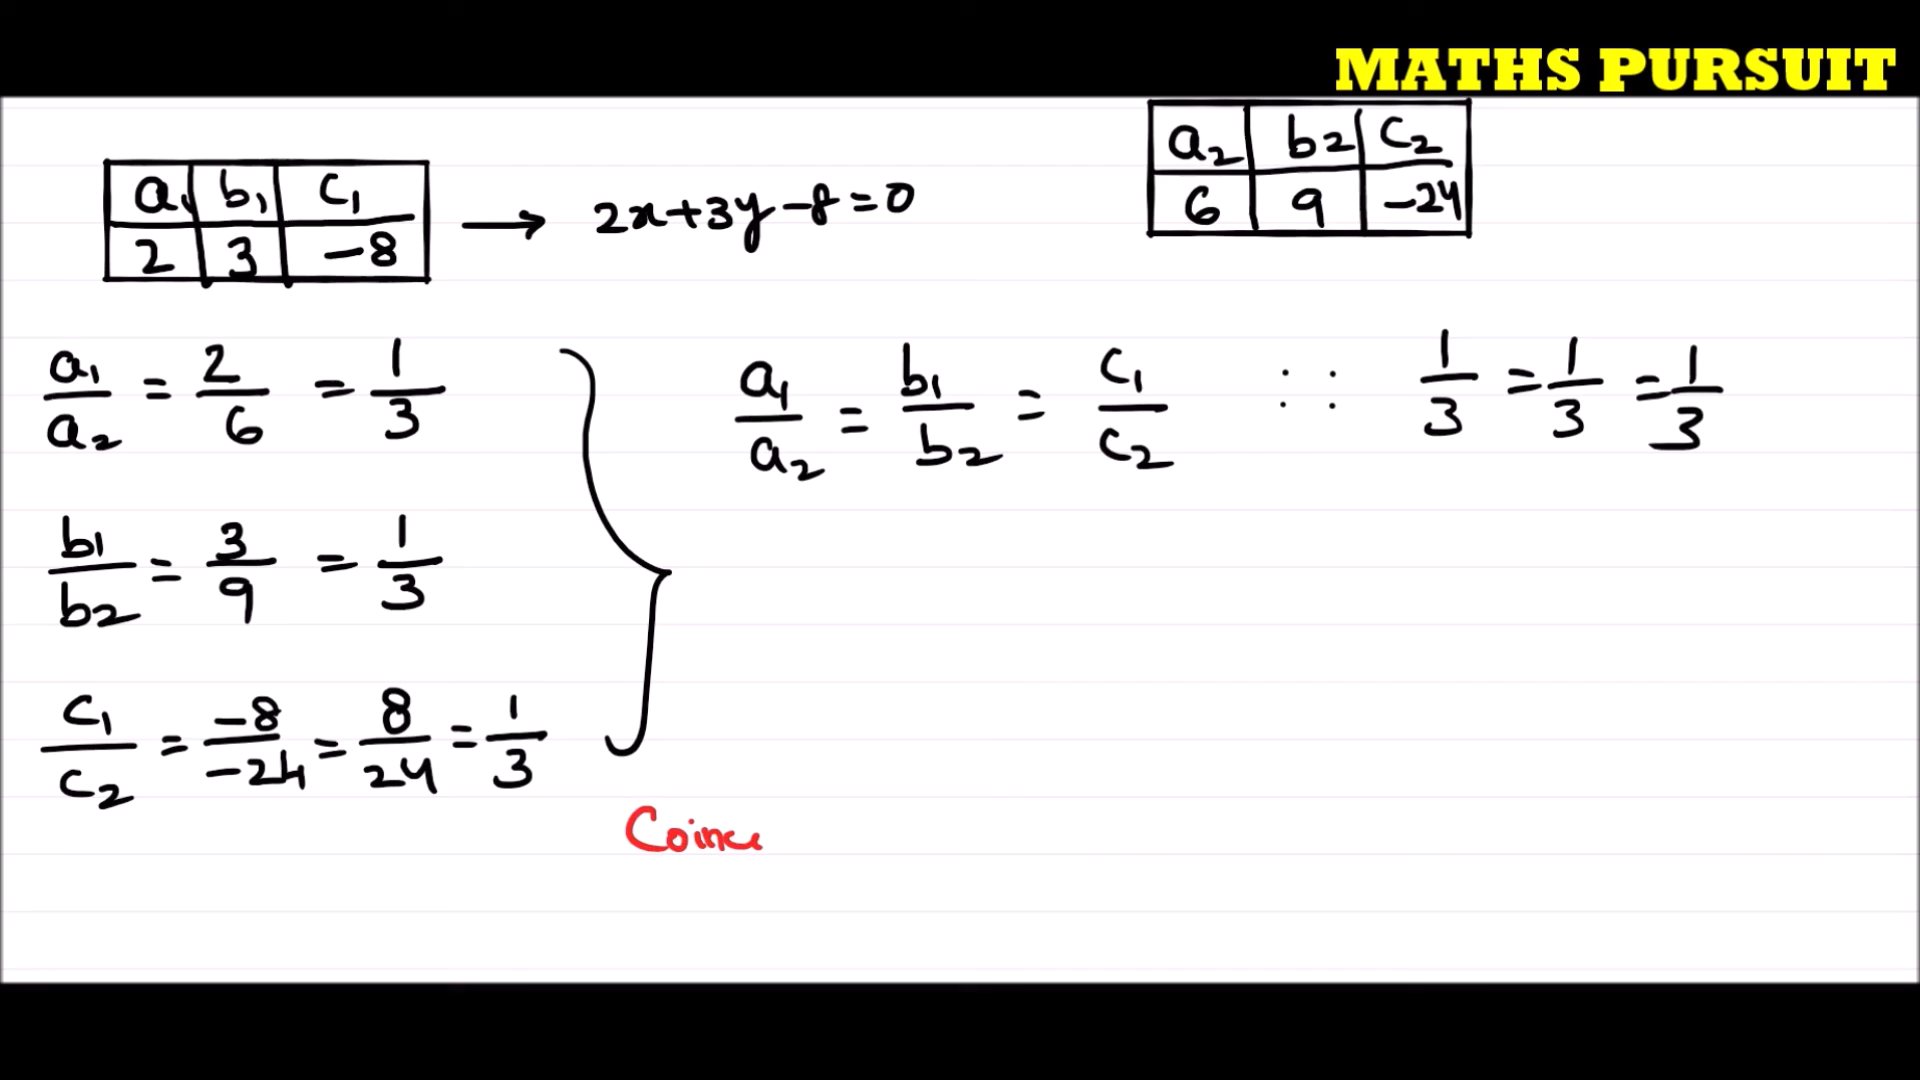 MATHS PURSUIT
a₁ b₁ c₁
2 3 -8
→ 2x+3y-8=0
a₂ b₂ c₂
6 9 -24
a₁/a₂ = 2/6 = 1/3
a₁/a₂ = b₁/b₂ = c₁/c₂ :: 1/3 = 1/3 = 1/3
b₁/b₂ = 3/9 = 1/3
c₁/c₂ = -8/-24 = 8/24 = 1/3
Coinc